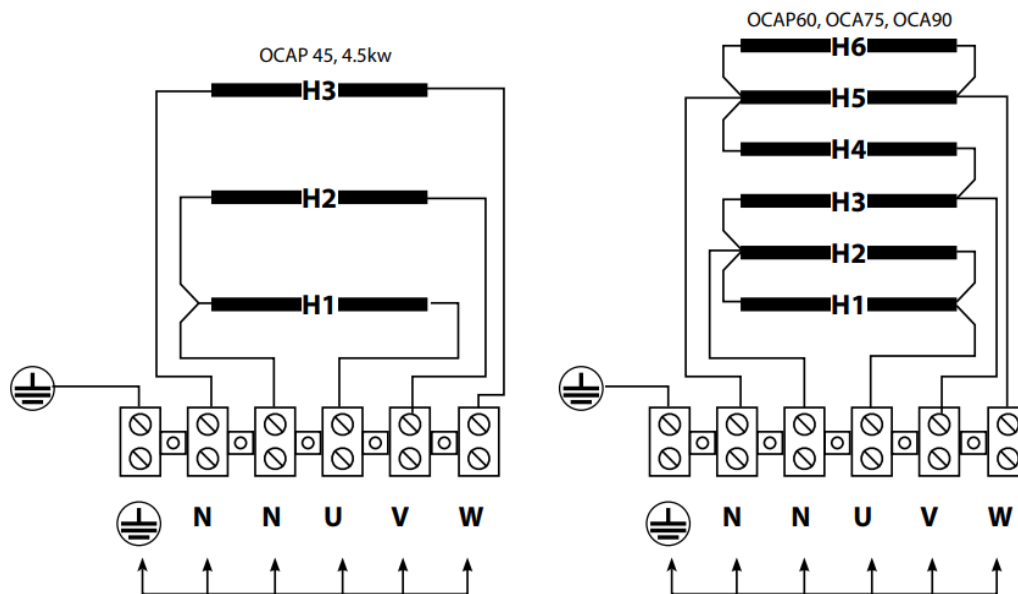 OCAP 45, 4.5kw
H3
H2
H1
N N U V W
OCAP60, OCA75, OCA90
H6
H5
H4
H3
H2
H1
N N U V W